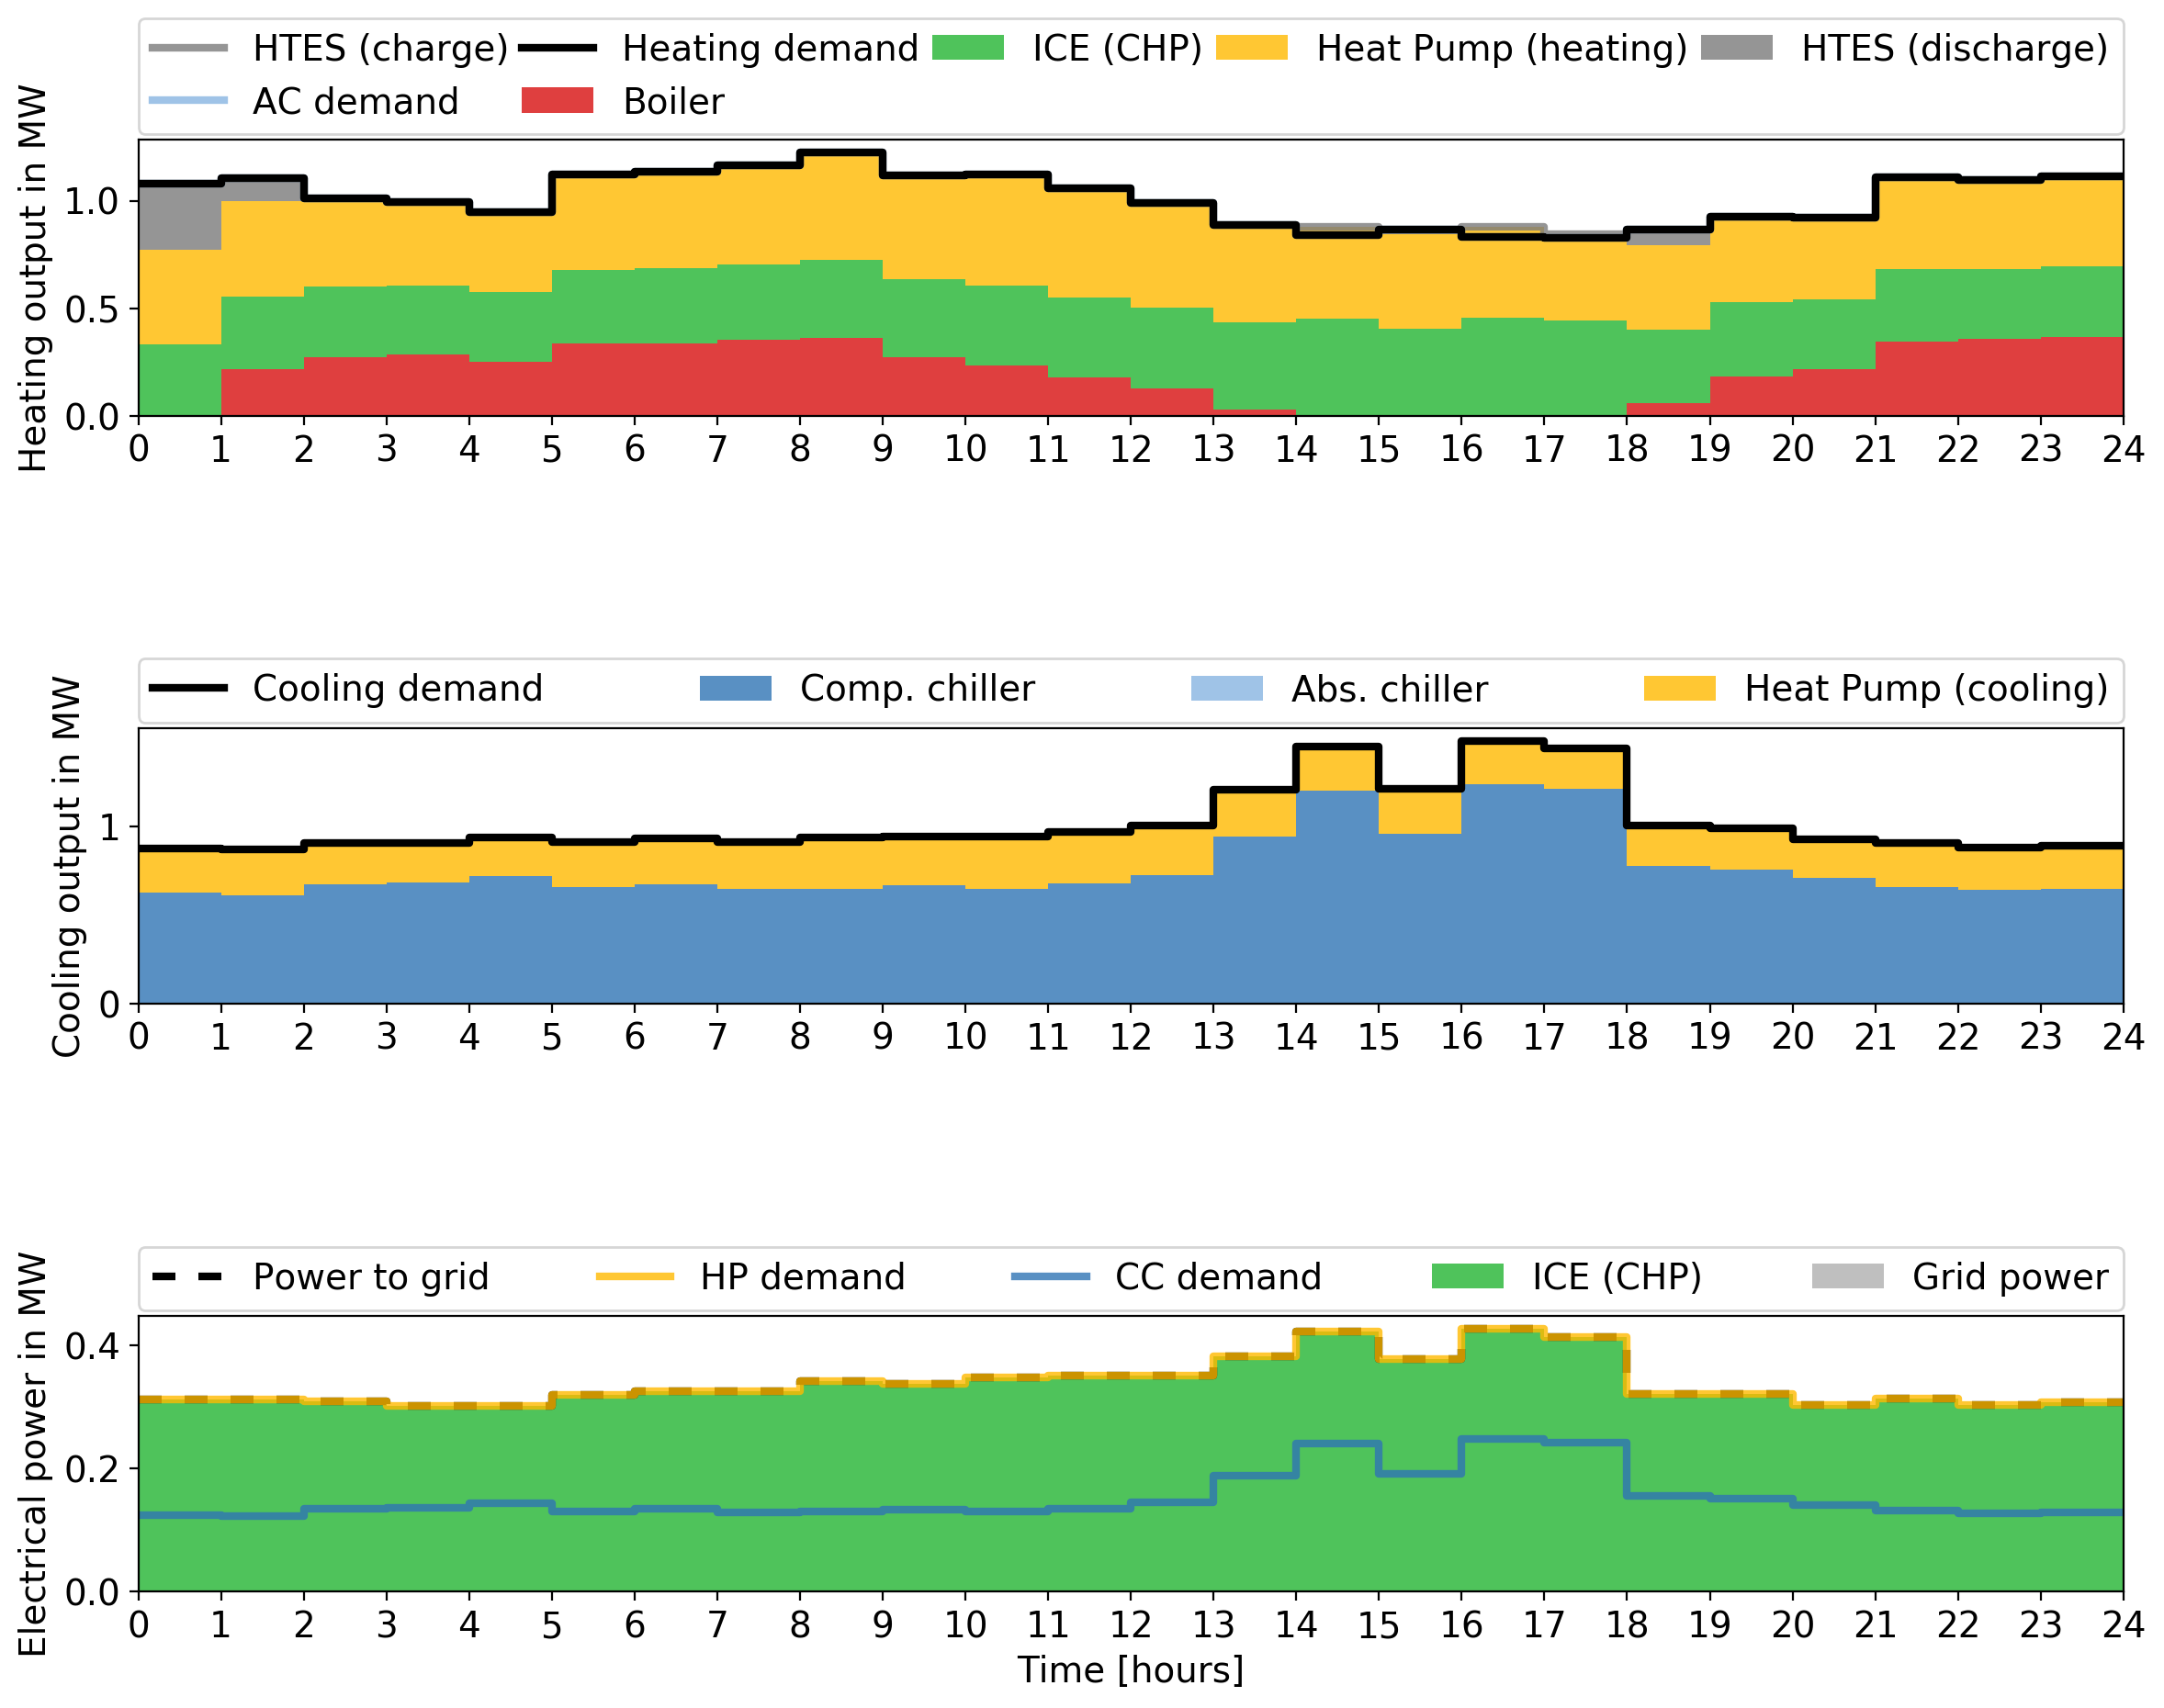 HTES (charge) Heating demand ICE (CHP) Heat Pump (heating) HTES (discharge)
AC demand Boiler
Heating output in MW
1.0
0.5
0.0
0 1 2 3 4 5 6 7 8 9 10 11 12 13 14 15 16 17 18 19 20 21 22 23 24
Cooling demand Comp. chiller Abs. chiller Heat Pump (cooling)
Cooling output in MW
1
0
0 1 2 3 4 5 6 7 8 9 10 11 12 13 14 15 16 17 18 19 20 21 22 23 24
Power to grid HP demand CC demand ICE (CHP) Grid power
Electrical power in MW
0.4
0.2
0.0
0 1 2 3 4 5 6 7 8 9 10 11 12 13 14 15 16 17 18 19 20 21 22 23 24
Time [hours]